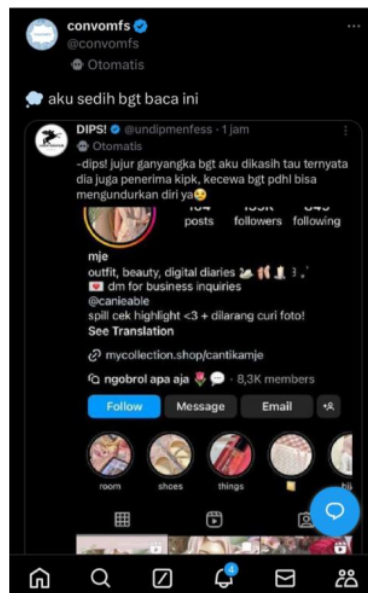 convomfs
@convomfs
Otomatis
aku sedih bgt baca ini
DIPS! @undipmenfess · 1 jam
Otomatis
-dips! jujur ganyangka bgt aku dikasih tau ternyata
dia juga penerima kipk, kecewa bgt pdhl bisa
mengundurkan diri ya😢
posts followers following
mje
outfit, beauty, digital diaries
💌 dm for business inquiries
@canieable
spill cek highlight <3 + dilarang curi foto!
See Translation
mycollection.shop/cantikamje
ngobrol apa aja 🌷💬 · 8,3K members
Follow Message Email
room shoes things
4